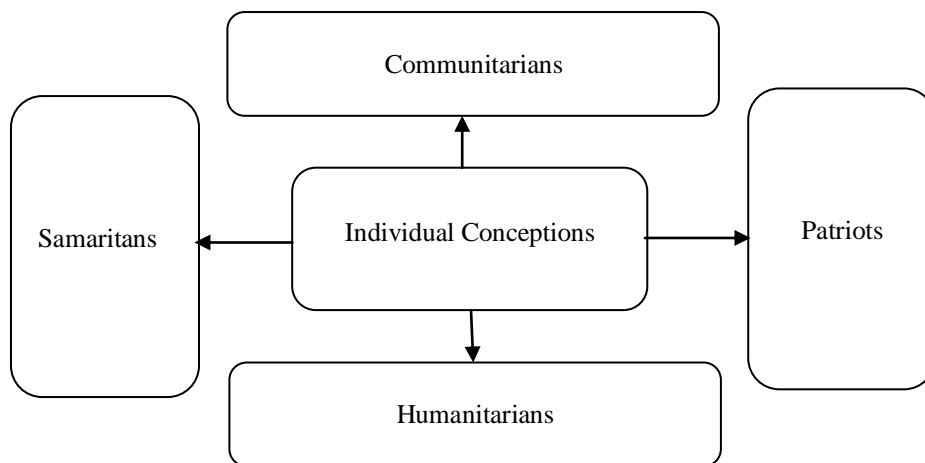 Communitarians
Samaritans
Individual Conceptions
Patriots
Humanitarians